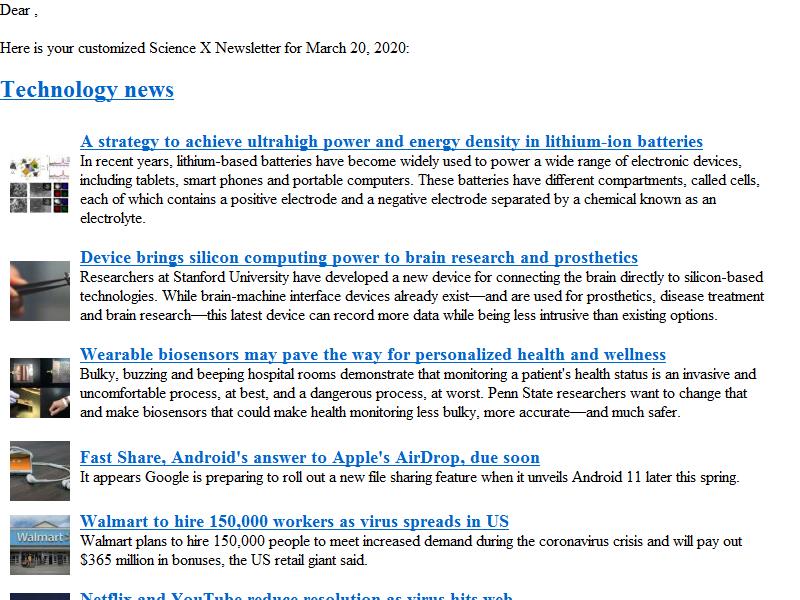 Dear ,
Here is your customized Science X Newsletter for March 20, 2020:
Technology news
A strategy to achieve ultrahigh power and energy density in lithium-ion batteries
In recent years, lithium-based batteries have become widely used to power a wide range of electronic devices,
including tablets, smart phones and portable computers. These batteries have different compartments, called cells,
each of which contains a positive electrode and a negative electrode separated by a chemical known as an
electrolyte.
Device brings silicon computing power to brain research and prosthetics
Researchers at Stanford University have developed a new device for connecting the brain directly to silicon-based
technologies. While brain-machine interface devices already exist—and are used for prosthetics, disease treatment
and brain research—this latest device can record more data while being less intrusive than existing options.
Wearable biosensors may pave the way for personalized health and wellness
Bulky, buzzing and beeping hospital rooms demonstrate that monitoring a patient's health status is an invasive and
uncomfortable process, at best, and a dangerous process, at worst. Penn State researchers want to change that
and make biosensors that could make health monitoring less bulky, more accurate—and much safer.
Fast Share, Android's answer to Apple's AirDrop, due soon
It appears Google is preparing to roll out a new file sharing feature when it unveils Android 11 later this spring.
Walmart
Walmart to hire 150,000 workers as virus spreads in US
Walmart plans to hire 150,000 people to meet increased demand during the coronavirus crisis and will pay out
$365 million in bonuses, the US retail giant said.
Netflix and YouTube reduce resolution as virus hits web